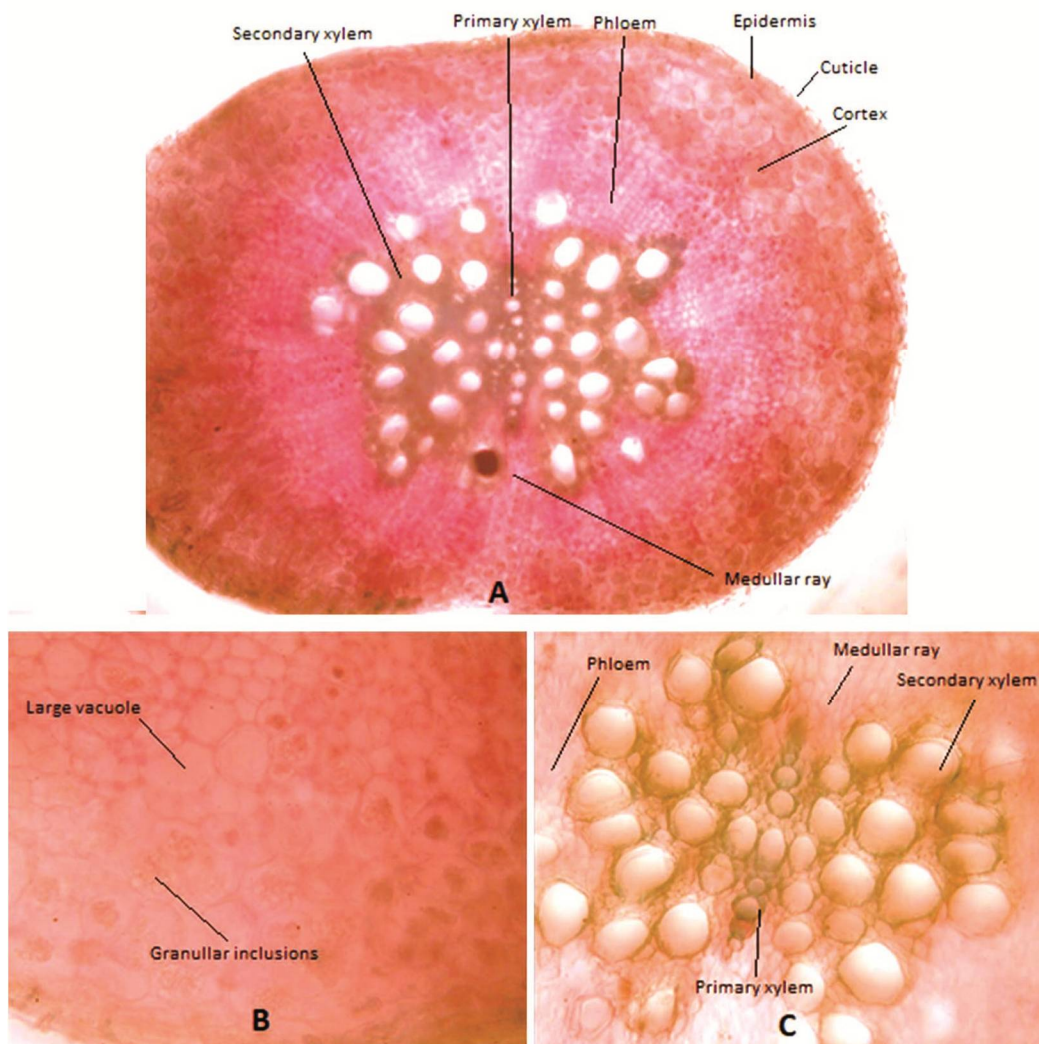 Primary xylem
Phloem
Epidermis
Secondary xylem
Cuticle
Cortex
Medullar ray
A
Large vacuole
Granullar inclusions
B
Phloem
Medullar ray
Secondary xylem
Primary xylem
C